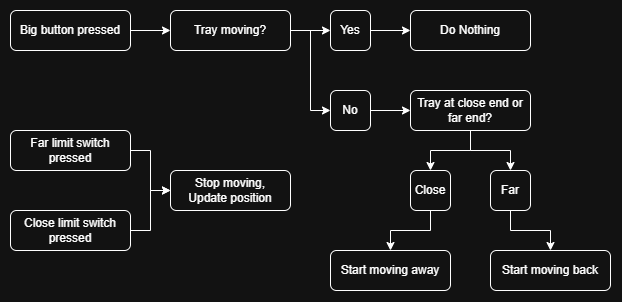 Big button pressed
Tray moving?
Yes
Do Nothing
No
Tray at close end or
far end?
Far limit switch
pressed
Stop moving,
Update position
Close limit switch
pressed
Close
Far
Start moving away
Start moving back